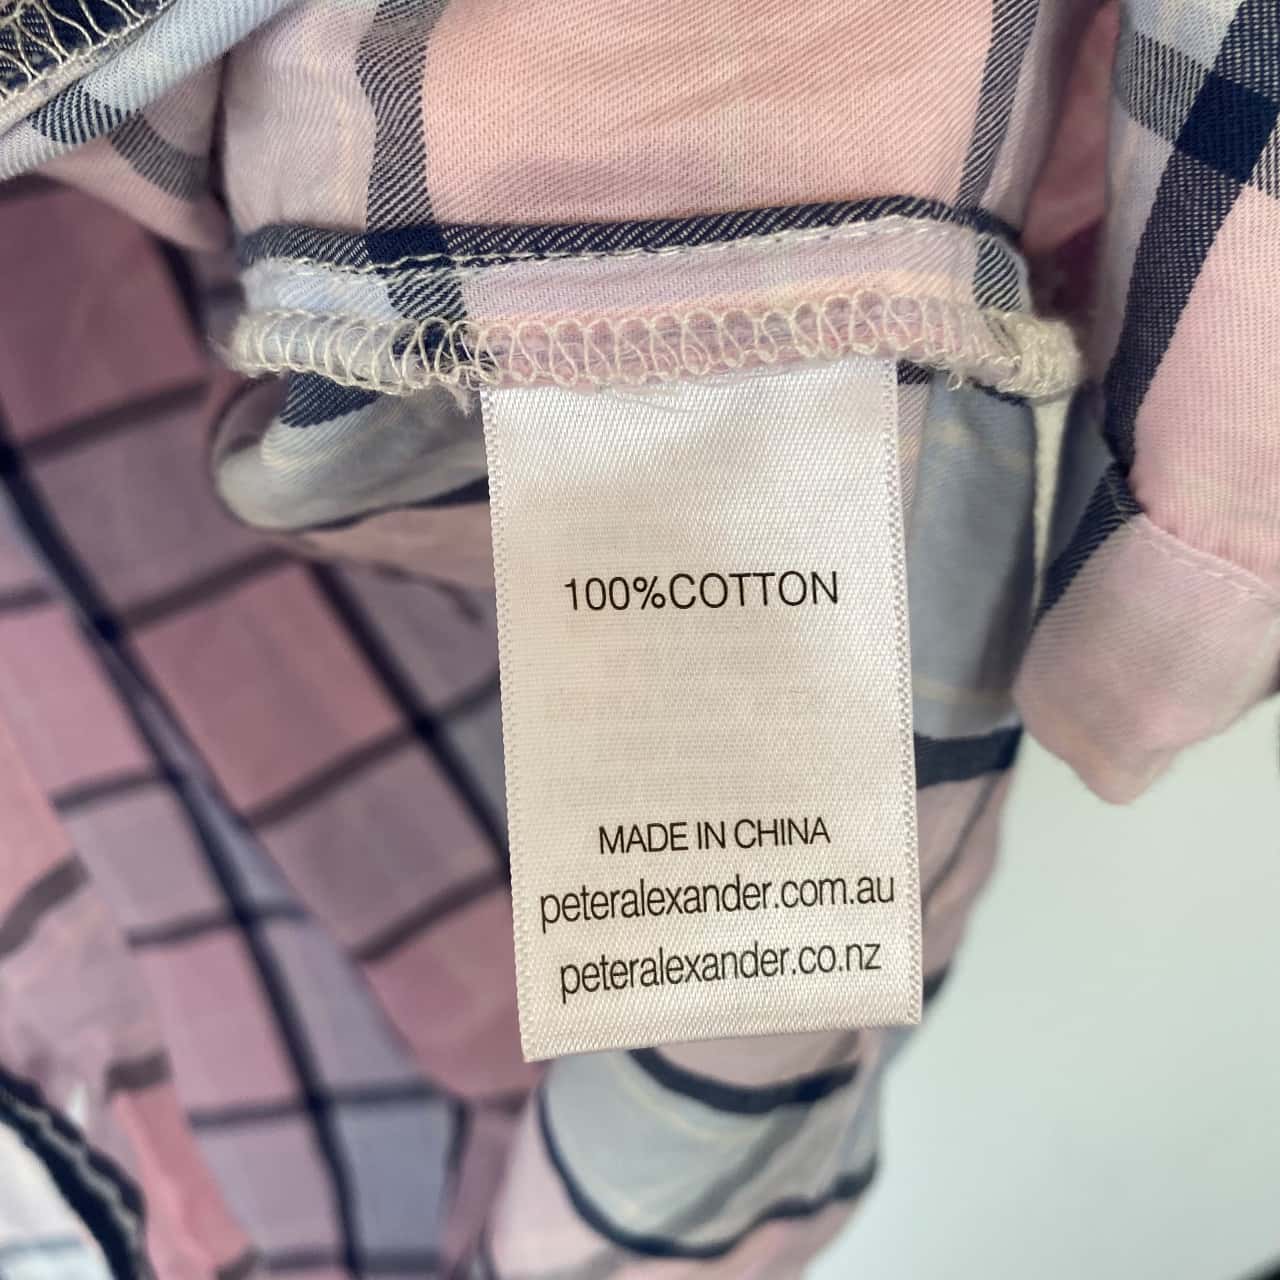 100%COTTON
MADE IN CHINA
peteralexander.com.au
peteralexander.co.nz